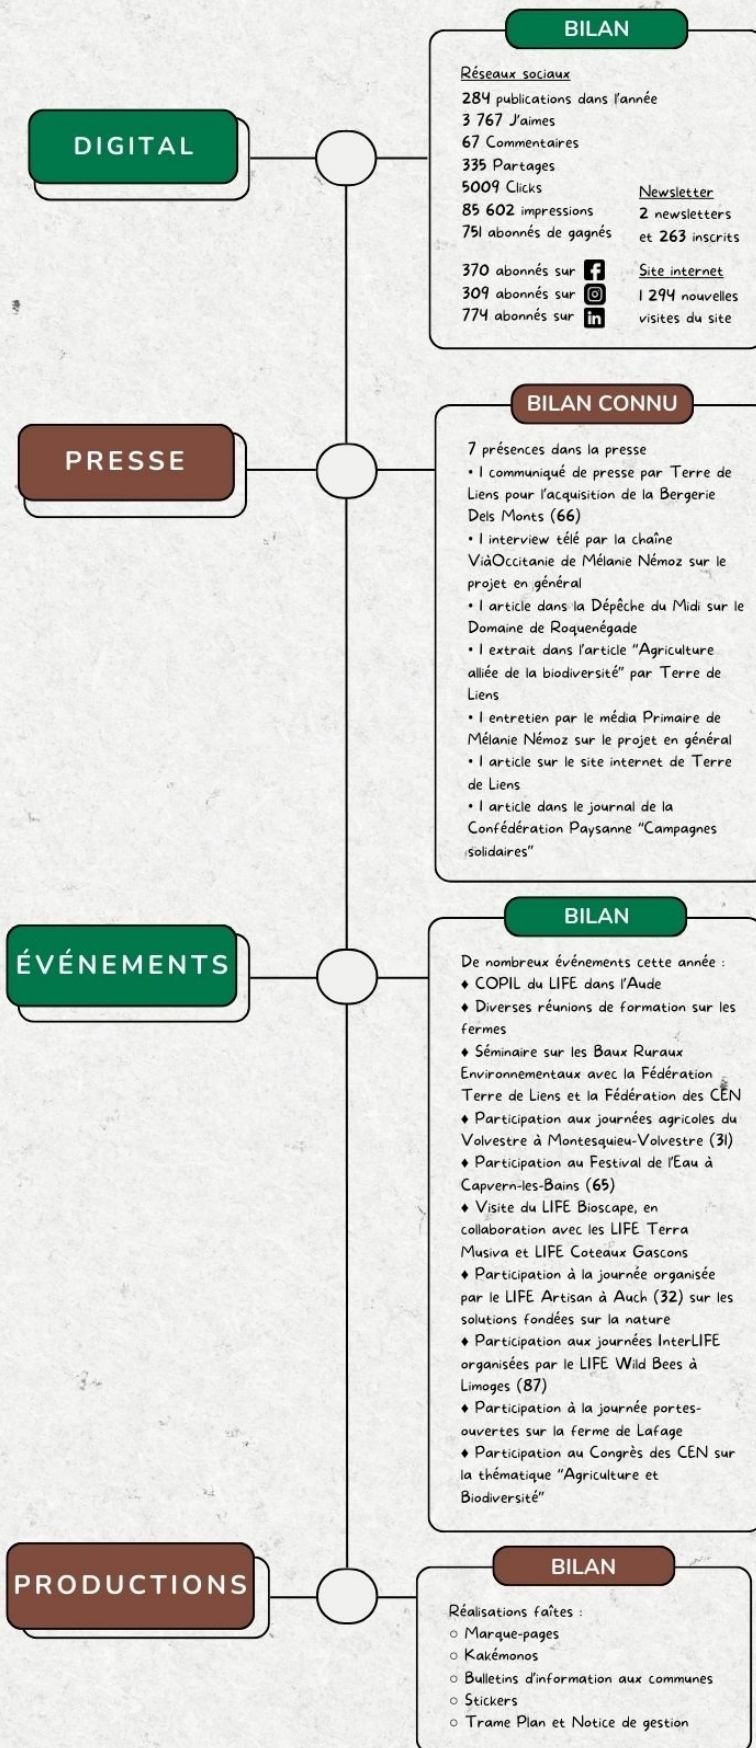 DIGITAL
BILAN
Réseaux sociaux
284 publications dans l'année
3 767 J'aimes
67 Commentaires
335 Partages
5009 Clicks
85 602 impressions
751 abonnés de gagnés
370 abonnés sur
309 abonnés sur
774 abonnés sur in
Newsletter
2 newsletters
et 263 inscrits
Site internet
1 294 nouvelles
visites du site
PRESSE
BILAN CONNU
7 présences dans la presse
• 1 communiqué de presse par Terre de
Liens pour l'acquisition de la Bergerie
Dels Monts (66)
• 1 interview télé par la chaîne
ViàOccitanie de Mélanie Némoz sur le
projet en général
• 1 article dans la Dépêche du Midi sur le
Domaine de Roquenégade
• 1 extrait dans l'article "Agriculture
alliée de la biodiversité" par Terre de
Liens
• 1 entretien par le média Primaire de
Mélanie Némoz sur le projet en général
• 1 article sur le site internet de Terre
de Liens
• 1 article dans le journal de la
Confédération Paysanne "Campagnes
solidaires"
ÉVÉNEMENTS
BILAN
De nombreux événements cette année :
♦ COPIL du LIFE dans l'Aude
♦ Diverses réunions de formation sur les
fermes
♦ Séminaire sur les Baux Ruraux
Environnementaux avec la Fédération
Terre de Liens et la Fédération des CEN
♦ Participation aux journées agricoles du
Volvestre à Montesquieu-Volvestre (31)
♦ Participation au Festival de l'Eau à
Capvern-les-Bains (65)
♦ Visite du LIFE Bioscape, en
collaboration avec les LIFE Terra
Musiva et LIFE Coteaux Gascons
♦ Participation à la journée organisée
par le LIFE Artisan à Auch (32) sur les
solutions fondées sur la nature
♦ Participation aux journées InterLIFE
organisées par le LIFE Wild Bees à
Limoges (87)
♦ Participation à la journée portes-
ouvertes sur la ferme de Lafage
♦ Participation au Congrès des CEN sur
la thématique "Agriculture et
Biodiversité"
PRODUCTIONS
BILAN
Réalisations faîtes :
○ Marque-pages
○ Kakémonos
○ Bulletins d'information aux communes
○ Stickers
○ Trame Plan et Notice de gestion